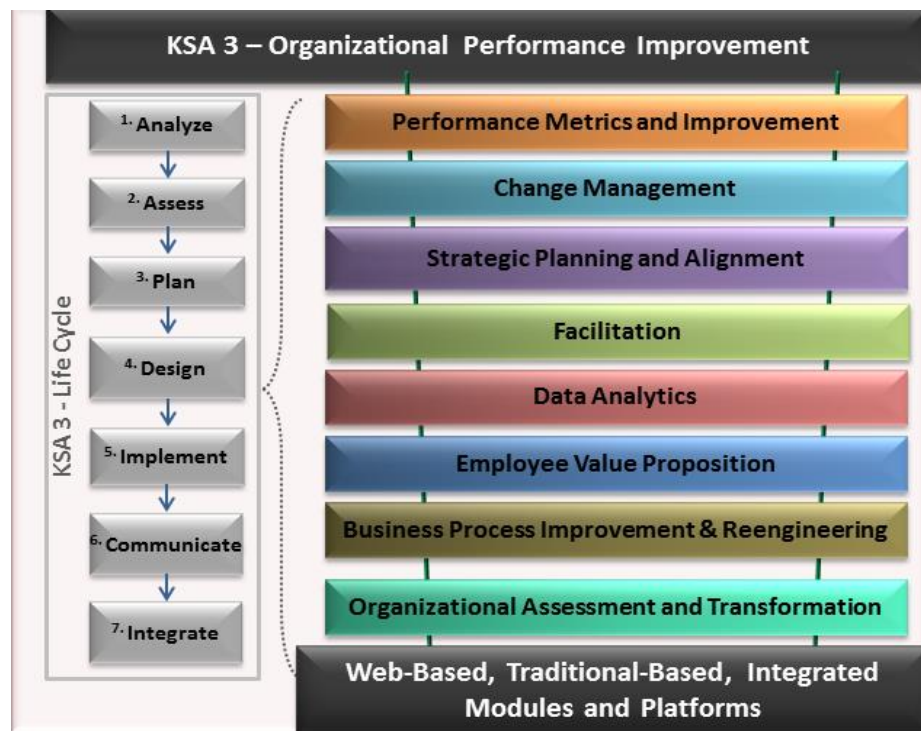 KSA 3 – Organizational Performance Improvement
KSA 3 - Life Cycle
1. Analyze
2. Assess
3. Plan
4. Design
5. Implement
6. Communicate
7. Integrate
Performance Metrics and Improvement
Change Management
Strategic Planning and Alignment
Facilitation
Data Analytics
Employee Value Proposition
Business Process Improvement & Reengineering
Organizational Assessment and Transformation
Web-Based, Traditional-Based, Integrated
Modules and Platforms